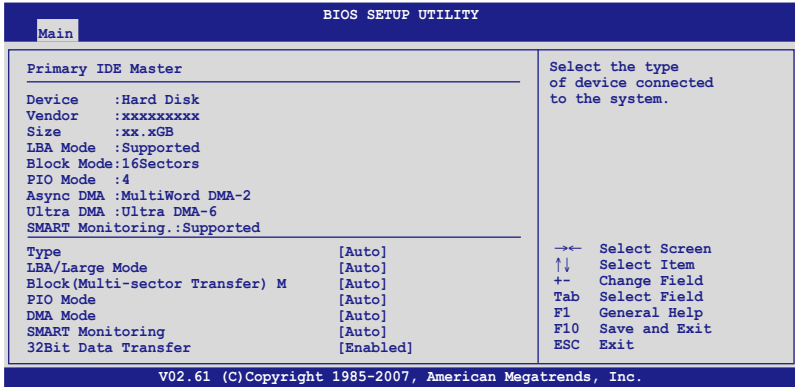 BIOS SETUP UTILITY
Main
Primary IDE Master
Device :Hard Disk
Vendor :xxxxxxxxx
Size :xx.xGB
LBA Mode :Supported
Block Mode:16Sectors
PIO Mode :4
Async DMA :MultiWord DMA-2
Ultra DMA :Ultra DMA-6
SMART Monitoring.:Supported
Type [Auto]
LBA/Large Mode [Auto]
Block(Multi-sector Transfer) M [Auto]
PIO Mode [Auto]
DMA Mode [Auto]
SMART Monitoring [Auto]
32Bit Data Transfer [Enabled]
Select the type
of device connected
to the system.
→← Select Screen
↑↓ Select Item
+- Change Field
Tab Select Field
F1 General Help
F10 Save and Exit
ESC Exit
V02.61 (C)Copyright 1985-2007, American Megatrends, Inc.